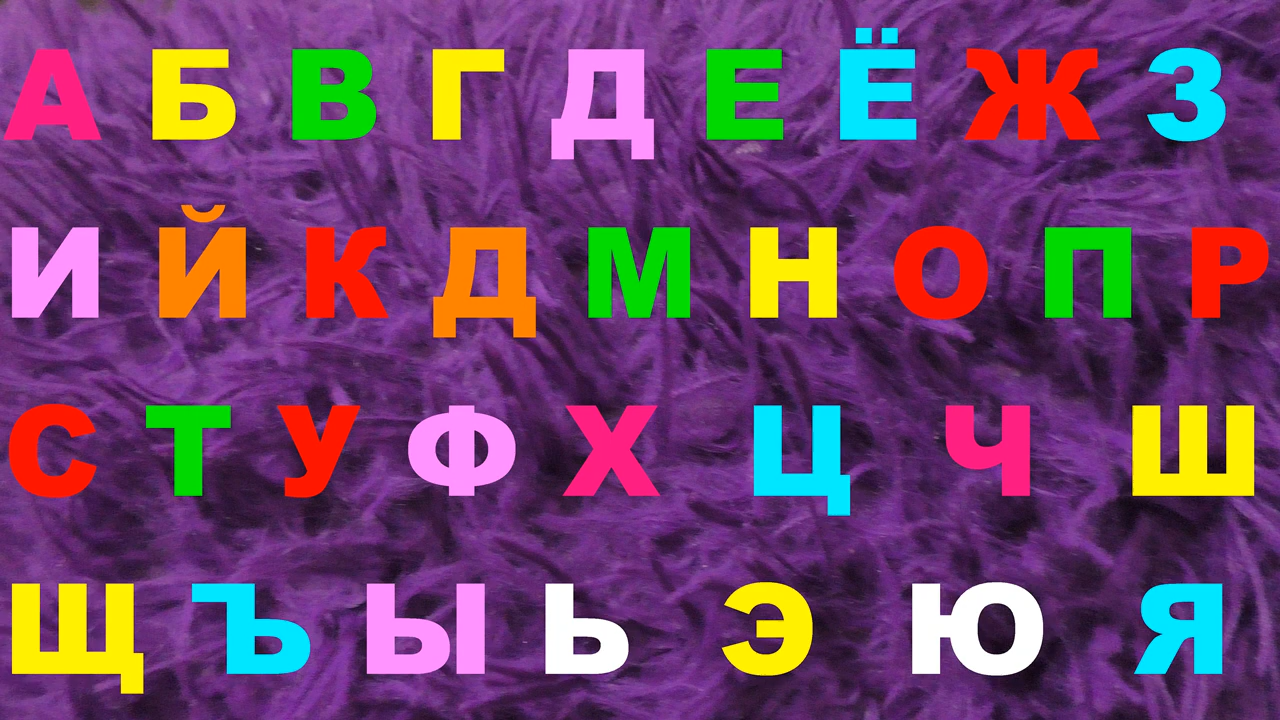 А Б В Г Д Е Ё Ж З
И Й К Д М Н О П Р
С Т У Ф Х Ц Ч Ш
Щ Ъ Ы Ь Э Ю Я